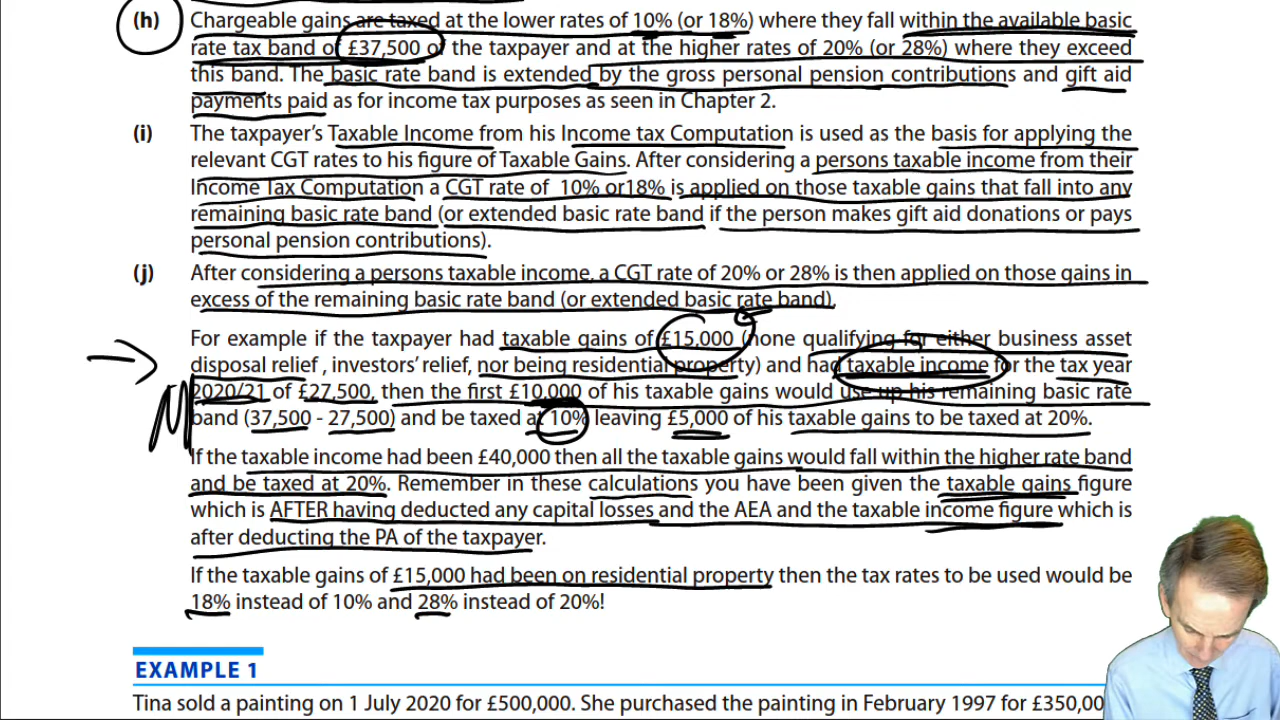 (h) Chargeable gains are taxed at the lower rates of 10% (or 18%) where they fall within the available basic
rate tax band of £37,500 of the taxpayer and at the higher rates of 20% (or 28%) where they exceed
this band. The basic rate band is extended by the gross personal pension contributions and gift aid
payments paid as for income tax purposes as seen in Chapter 2.
(i) The taxpayer's Taxable Income from his Income tax Computation is used as the basis for applying the
relevant CGT rates to his figure of Taxable Gains. After considering a persons taxable income from their
Income Tax Computation a CGT rate of 10% or18% is applied on those taxable gains that fall into any
remaining basic rate band (or extended basic rate band if the person makes gift aid donations or pays
personal pension contributions).
(j) After considering a persons taxable income, a CGT rate of 20% or 28% is then applied on those gains in
excess of the remaining basic rate band (or extended basic rate band).
For example if the taxpayer had taxable gains of £15,000 (none qualifying for either business asset
disposal relief , investors' relief, nor being residential property) and had taxable income for the tax year
2020/21 of £27,500, then the first £10,000 of his taxable gains would use up his remaining basic rate
band (37,500 - 27,500) and be taxed at 10% leaving £5,000 of his taxable gains to be taxed at 20%.
If the taxable income had been £40,000 then all the taxable gains would fall within the higher rate band
and be taxed at 20%. Remember in these calculations you have been given the taxable gains figure
which is AFTER having deducted any capital losses and the AEA and the taxable income figure which is
after deducting the PA of the taxpayer.
If the taxable gains of £15,000 had been on residential property then the tax rates to be used would be
18% instead of 10% and 28% instead of 20%!
EXAMPLE 1
Tina sold a painting on 1 July 2020 for £500,000. She purchased the painting in February 1997 for £350,00